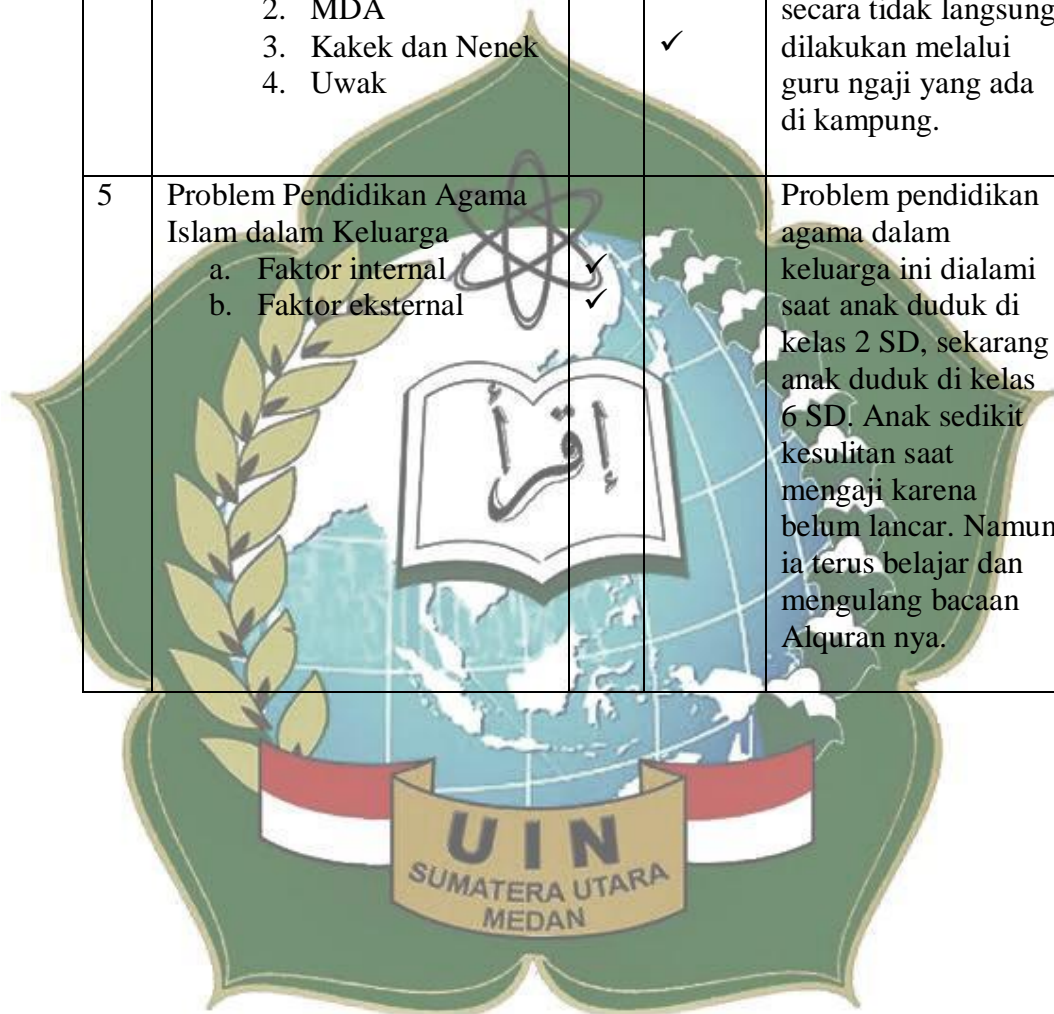 2. MDA
3. Kakek dan Nenek ✓
4. Uwak
secara tidak langsung
dilakukan melalui
guru ngaji yang ada
di kampung.
5
Problem Pendidikan Agama
Islam dalam Keluarga
a. Faktor internal ✓
b. Faktor eksternal ✓
Problem pendidikan
agama dalam
keluarga ini dialami
saat anak duduk di
kelas 2 SD, sekarang
anak duduk di kelas
6 SD. Anak sedikit
kesulitan saat
mengaji karena
belum lancar. Namun
ia terus belajar dan
mengulang bacaan
Alquran nya.
إقرأ
UIN
SUMATERA UTARA
MEDAN